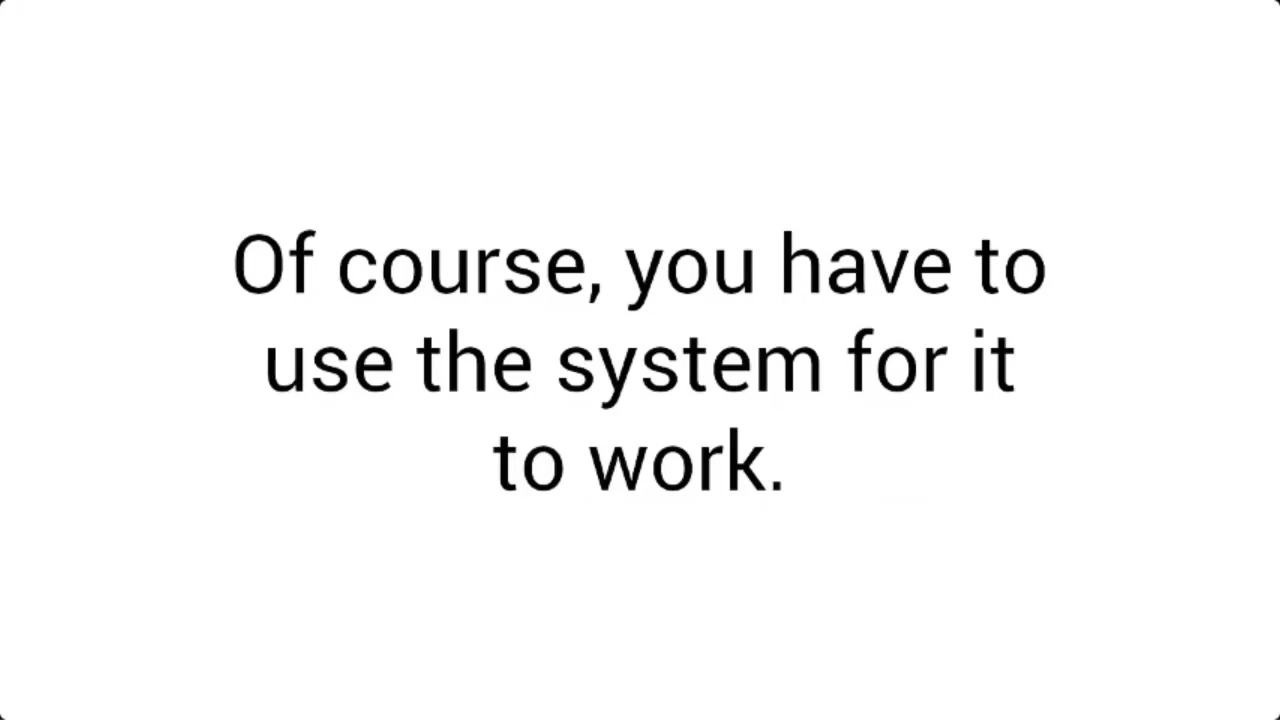 Of course, you have to
use the system for it
to work.